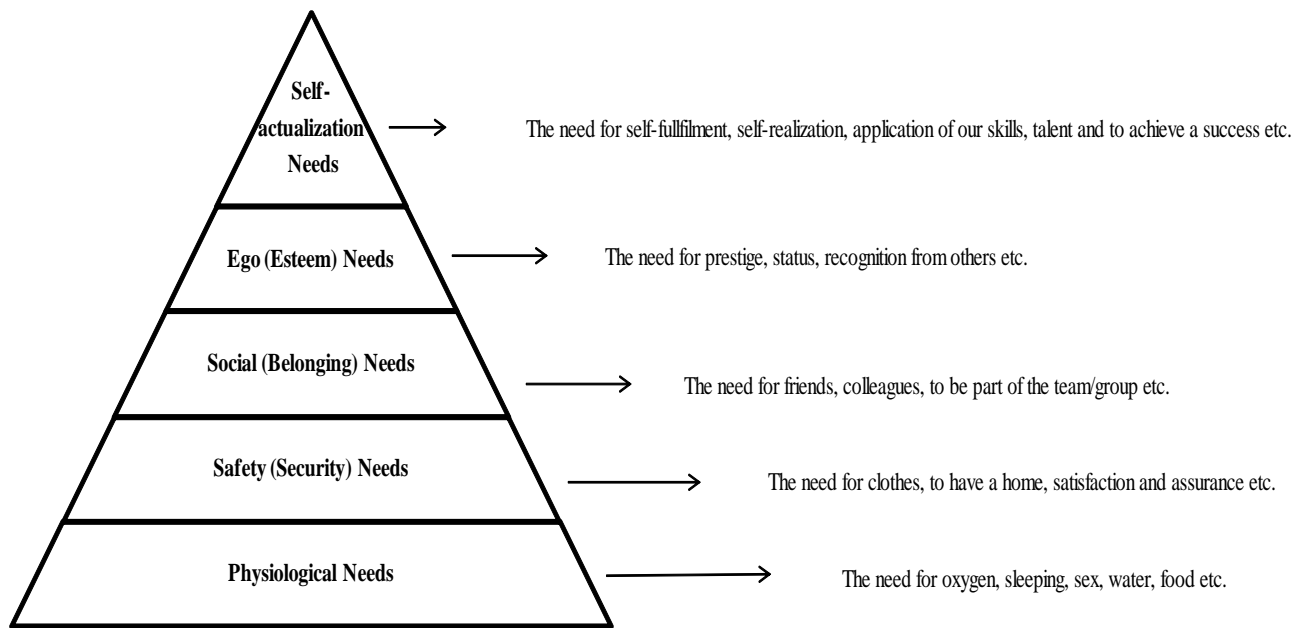 Self-
actualization
Needs
The need for self-fullfilment, self-realization, application of our skills, talent and to achieve a success etc.
Ego (Esteem) Needs
The need for prestige, status, recognition from others etc.
Social (Belonging) Needs
The need for friends, colleagues, to be part of the team/group etc.
Safety (Security) Needs
The need for clothes, to have a home, satisfaction and assurance etc.
Physiological Needs
The need for oxygen, sleeping, sex, water, food etc.